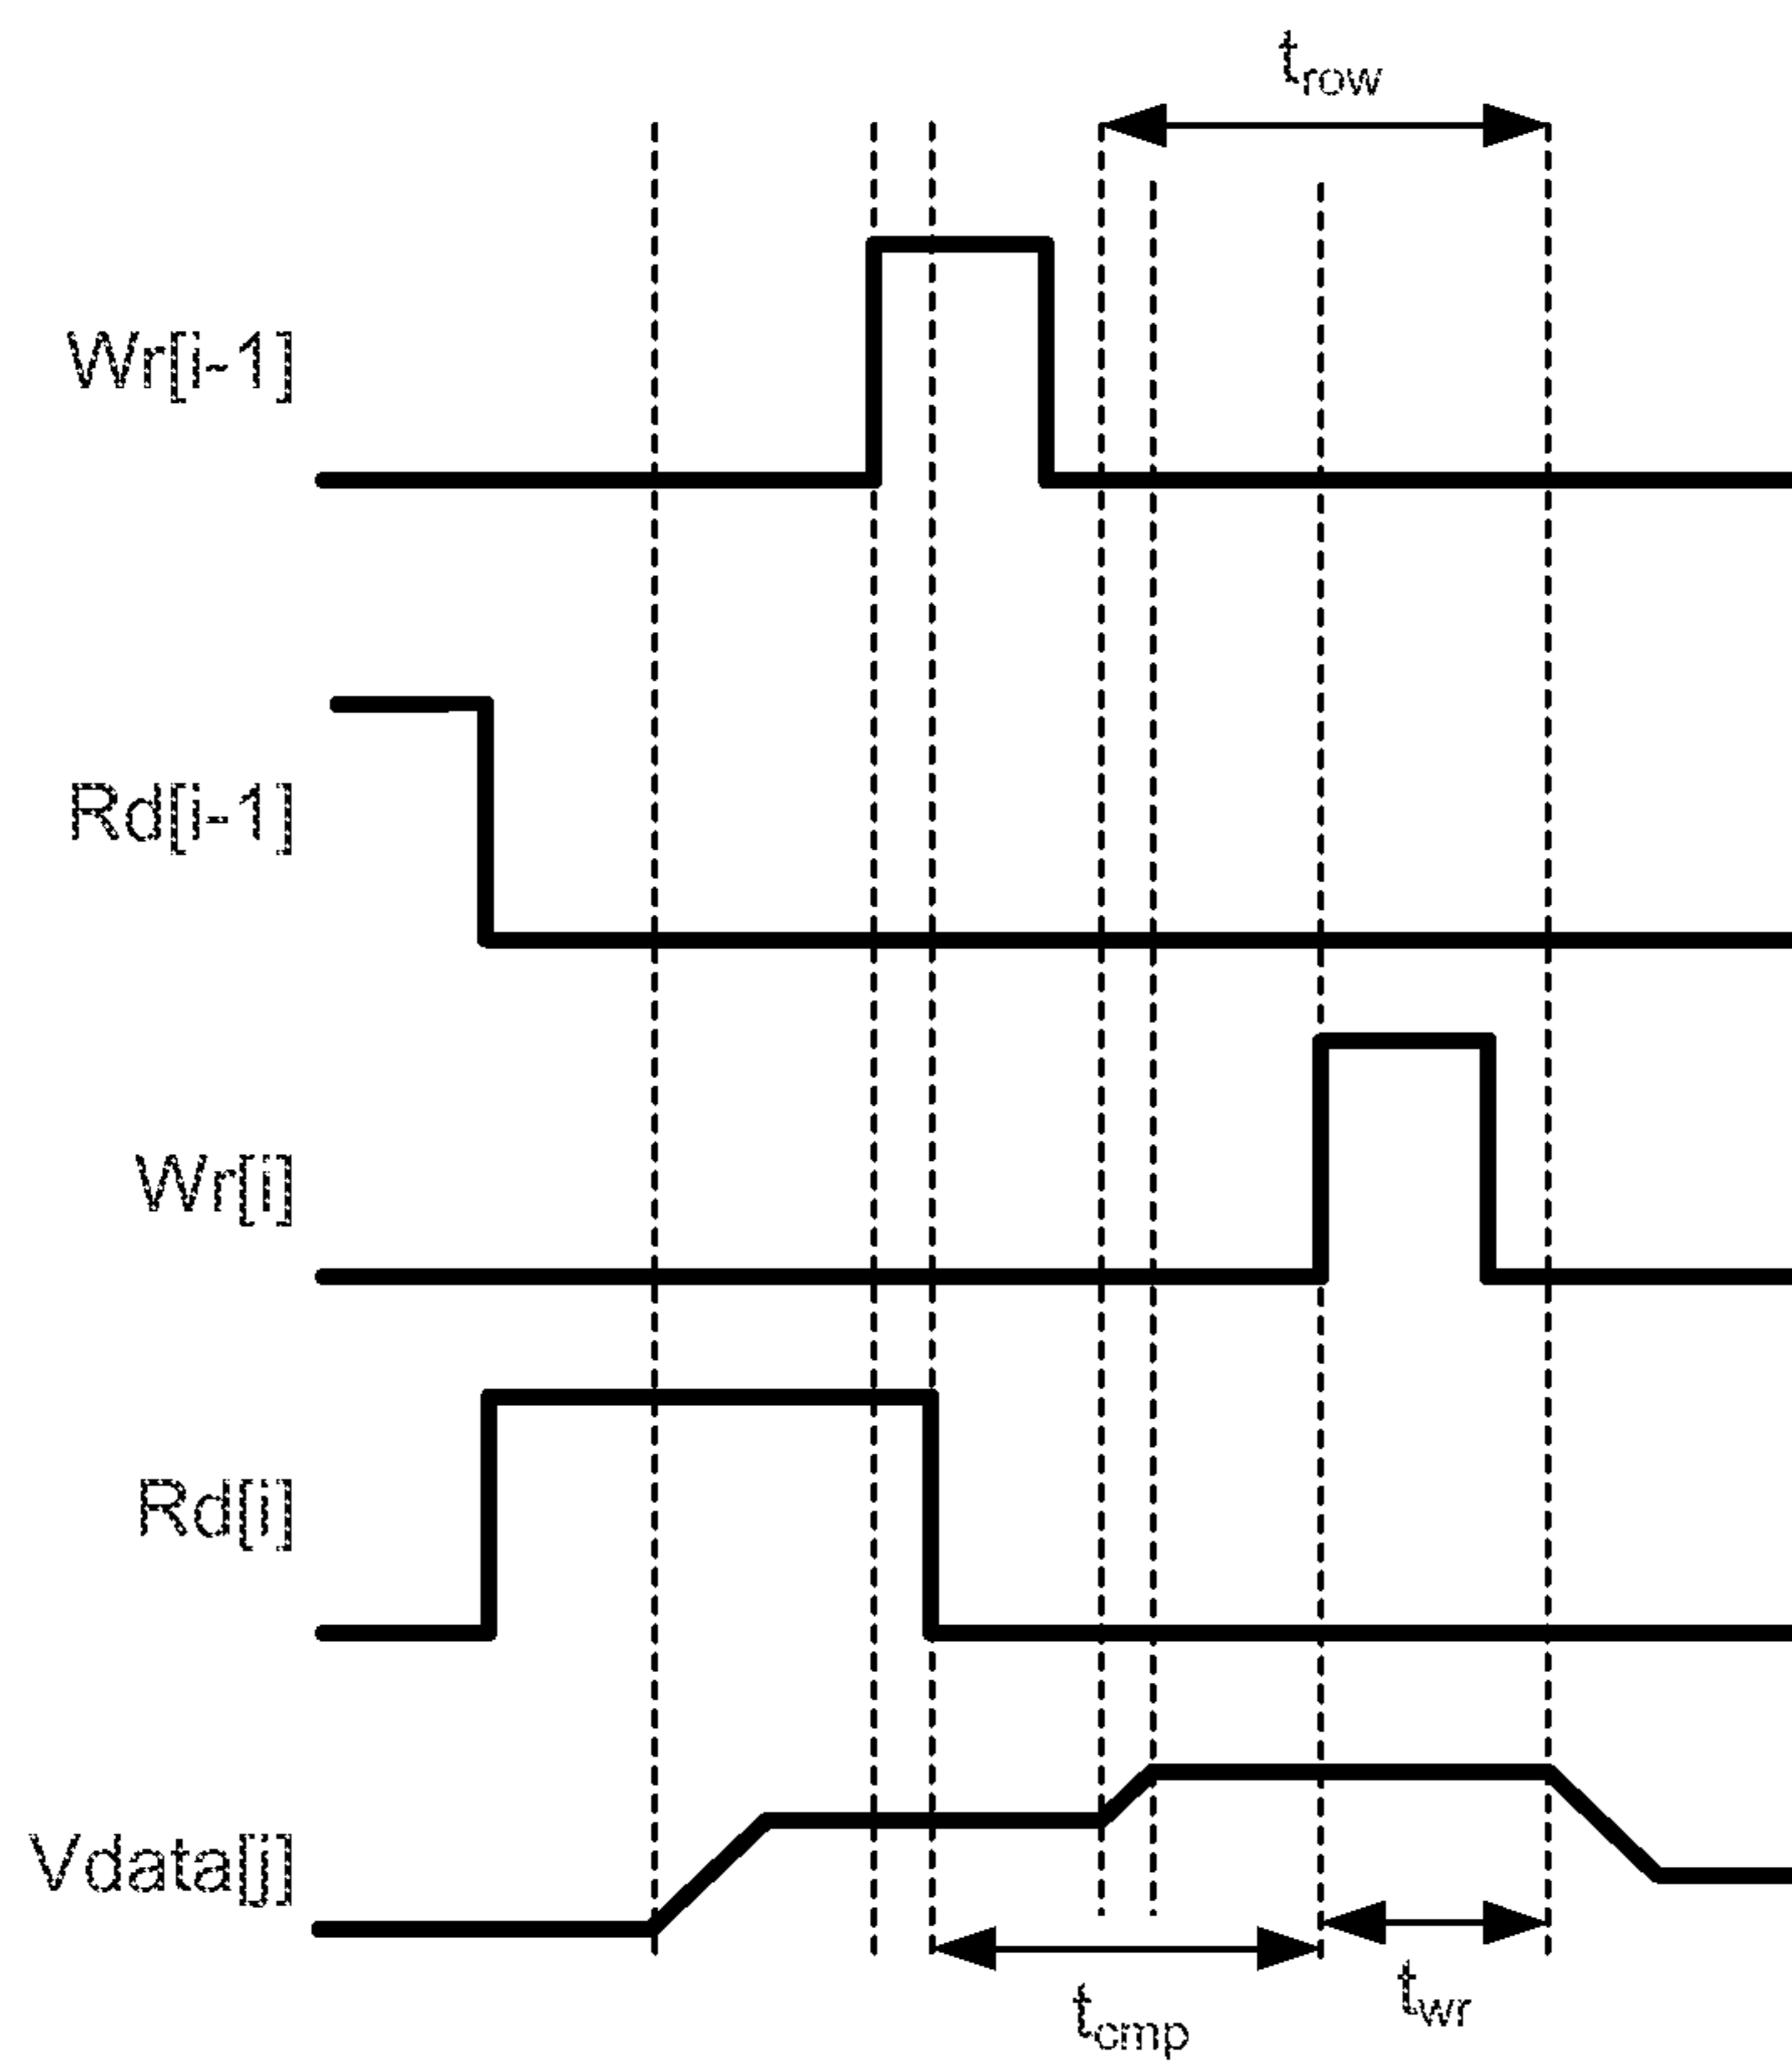 t_row
Wr[i-1]
Rd[i-1]
Wr[i]
Rd[i]
Vdata[j]
t_cmp
t_wr